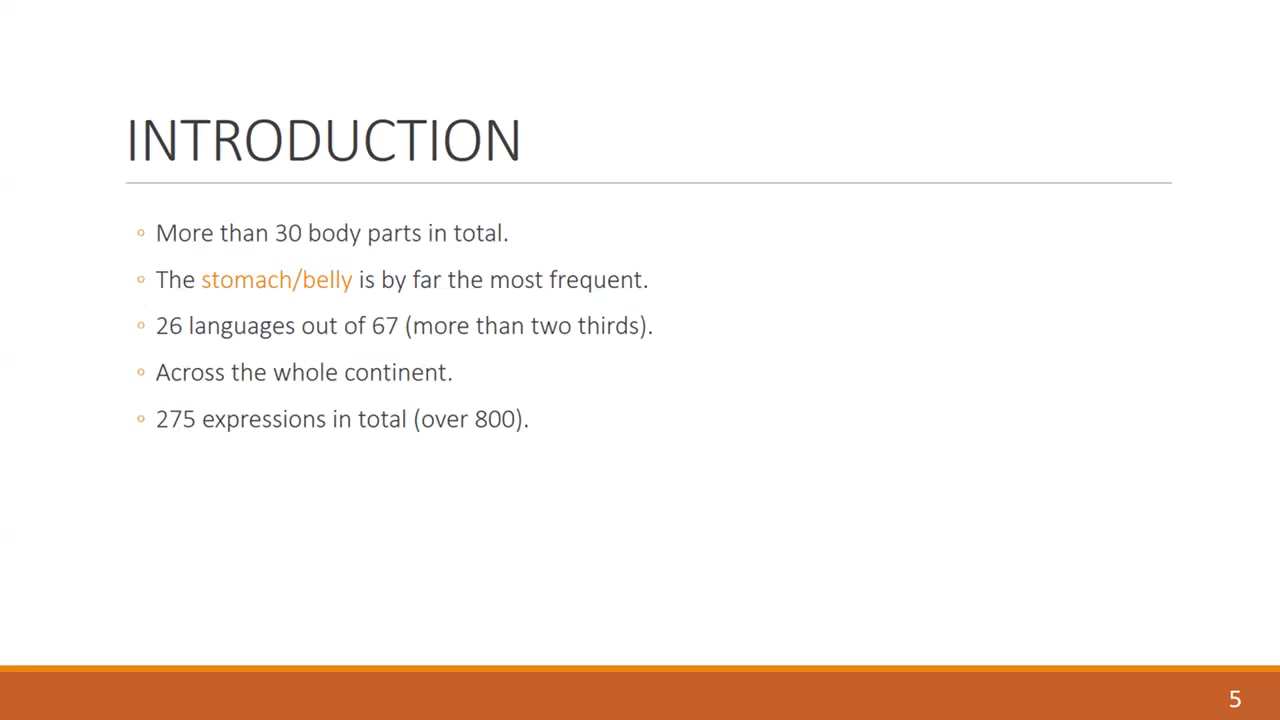 INTRODUCTION
◦ More than 30 body parts in total.
◦ The stomach/belly is by far the most frequent.
◦ 26 languages out of 67 (more than two thirds).
◦ Across the whole continent.
◦ 275 expressions in total (over 800).
5